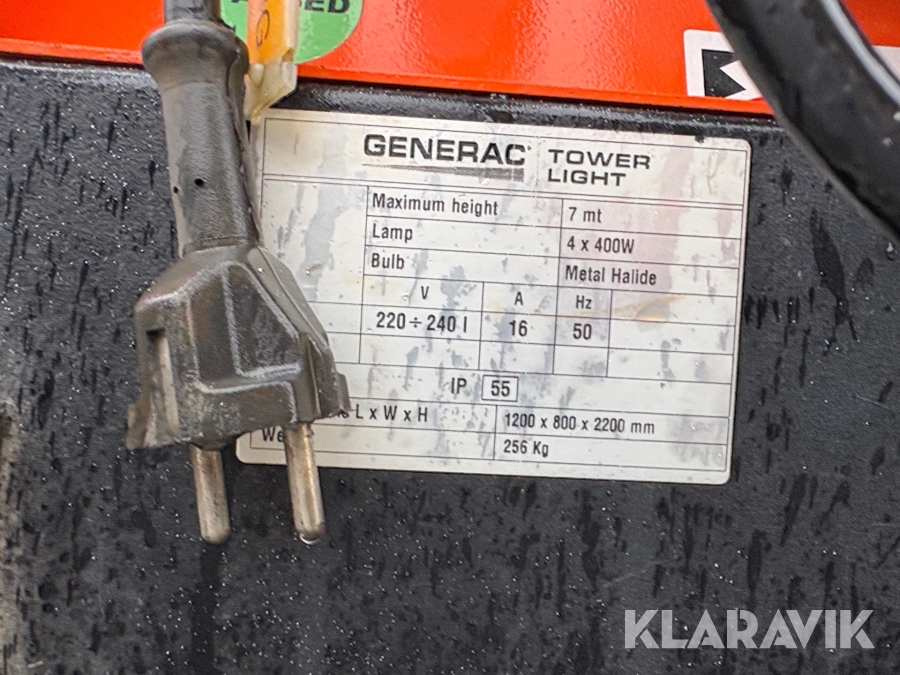 GENERAC TOWER LIGHT
Maximum height 7 mt
Lamp 4 x 400W
Bulb Metal Halide
V A Hz
220 ÷ 240 I 16 50
IP 55
L x W x H 1200 x 800 x 2200 mm
256 Kg
KLARAVIK